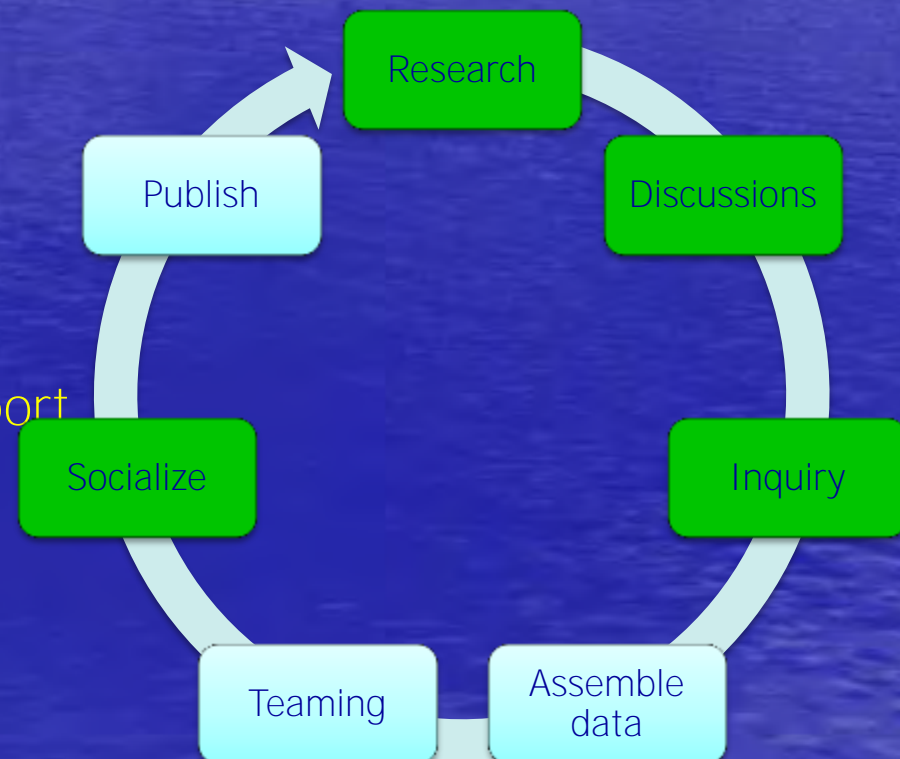 Research
Discussions
Inquiry
Assemble
data
Teaming
Socialize
Publish